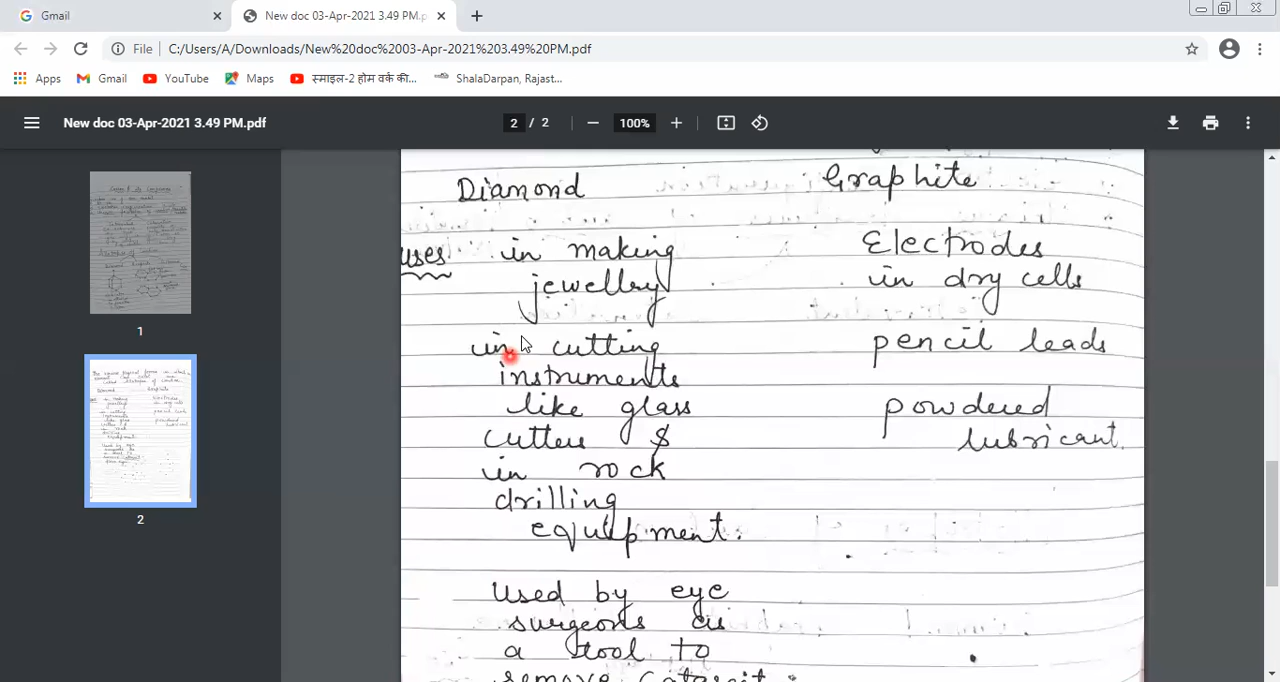 Gmail
New doc 03-Apr-2021 3.49 PM.p
File
C:/Users/A/Downloads/New%20doc%2003-Apr-2021%203.49%20PM.pdf
Apps
Gmail
YouTube
Maps
स्माइल-2 होम वर्क की...
ShalaDarpan, Rajast...
New doc 03-Apr-2021 3.49 PM.pdf
2 / 2
100%
1
2
Diamond
Graphite
uses
in making
jewellery
in cutting
instruments
like glass
cutters &
in rock
drilling
equipment.
Used by eye
surgeons as
a tool to
remove cataract.
Electrodes
in dry cells
pencil leads
powdered
lubricant.